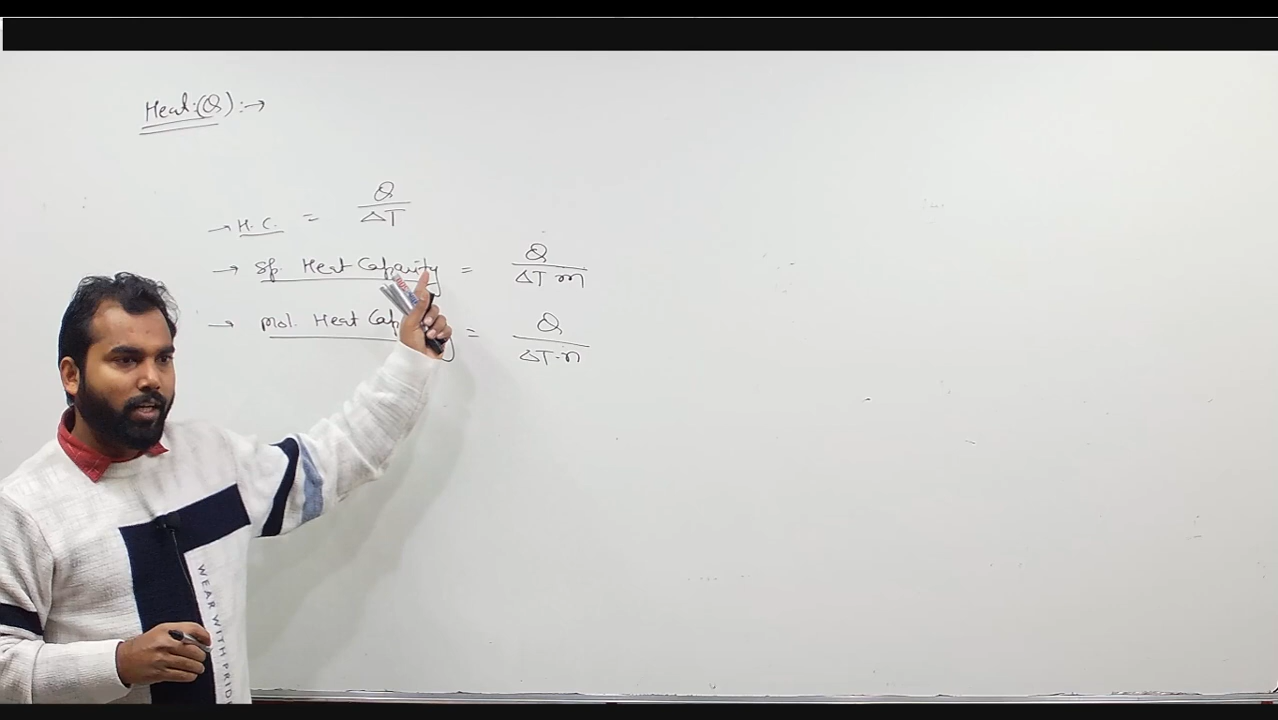 Heat:(Q):→
→ H.C. = Q/ΔT
→ Sp. Heat Capacity = Q/ΔT m
→ Mol. Heat Cap = Q/ΔT·n
WEAR WITH PRID